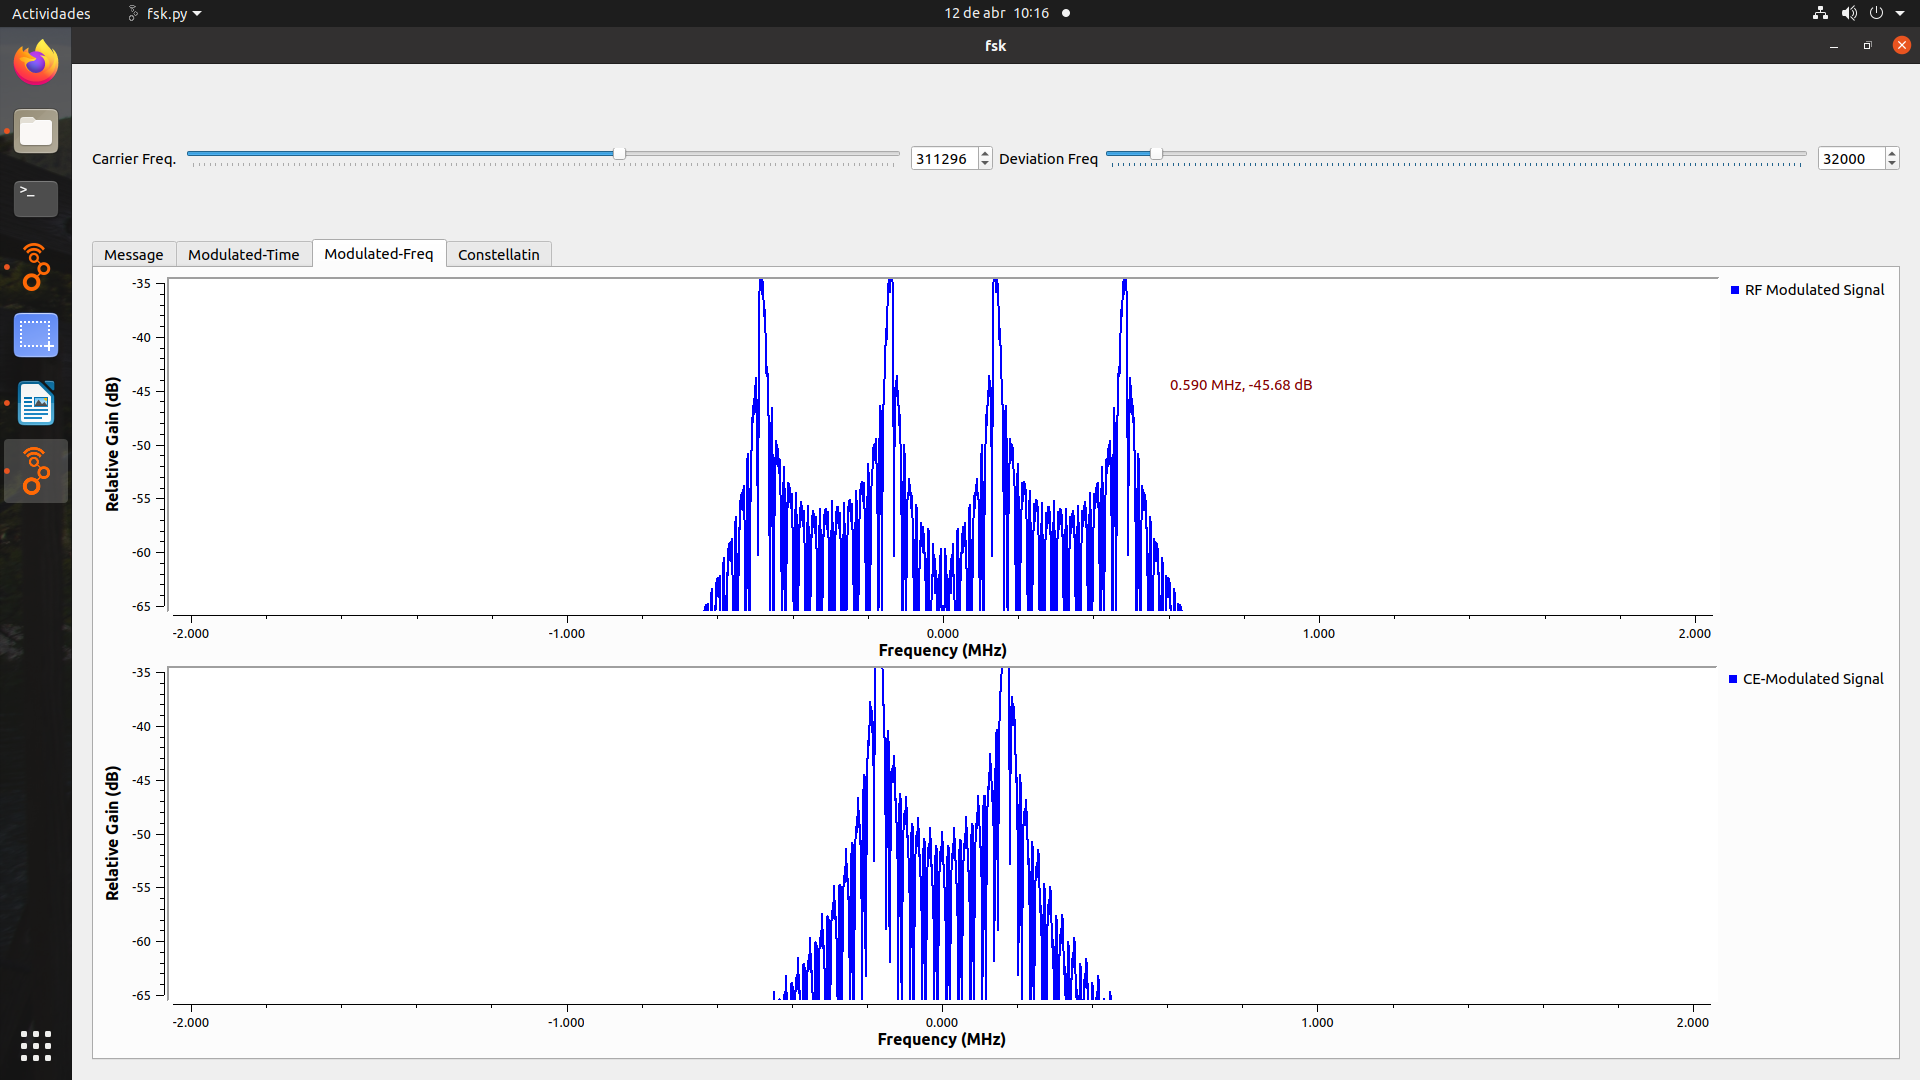 Actividades fsk.py 12 de abr 10:16
fsk
Carrier Freq. 311296 Deviation Freq 32000
Message Modulated-Time Modulated-Freq Constellatin
-35
-40
-45
-50
-55
-60
-65
Relative Gain (dB)
RF Modulated Signal
0.590 MHz, -45.68 dB
-2.000 -1.000 0.000 1.000 2.000
Frequency (MHz)
-35
-40
-45
-50
-55
-60
-65
Relative Gain (dB)
CE-Modulated Signal
-2.000 -1.000 0.000 1.000 2.000
Frequency (MHz)